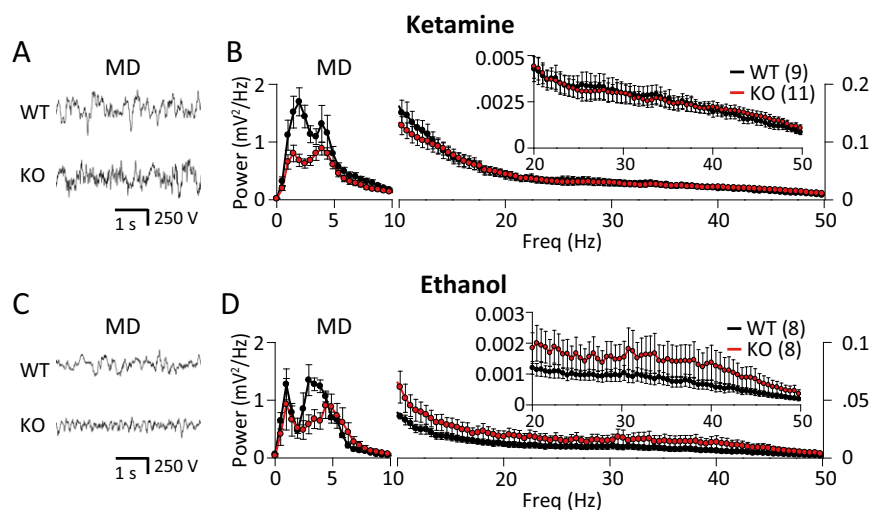 Ketamine
A
MD
WT
KO
1 s
250 V
B
MD
Power (mV²/Hz)
2
1
0
0
5
10
20
30
40
50
Freq (Hz)
0.2
0.1
0
0.005
.0025
0
20
30
40
50
WT (9)
KO (11)
Ethanol
C
MD
WT
KO
1 s
250 V
D
MD
Power (mV²/Hz)
2
1
0
0
5
10
20
30
40
50
Freq (Hz)
0.1
.05
0
0.003
0.002
0.001
0
20
30
40
50
WT (8)
KO (8)